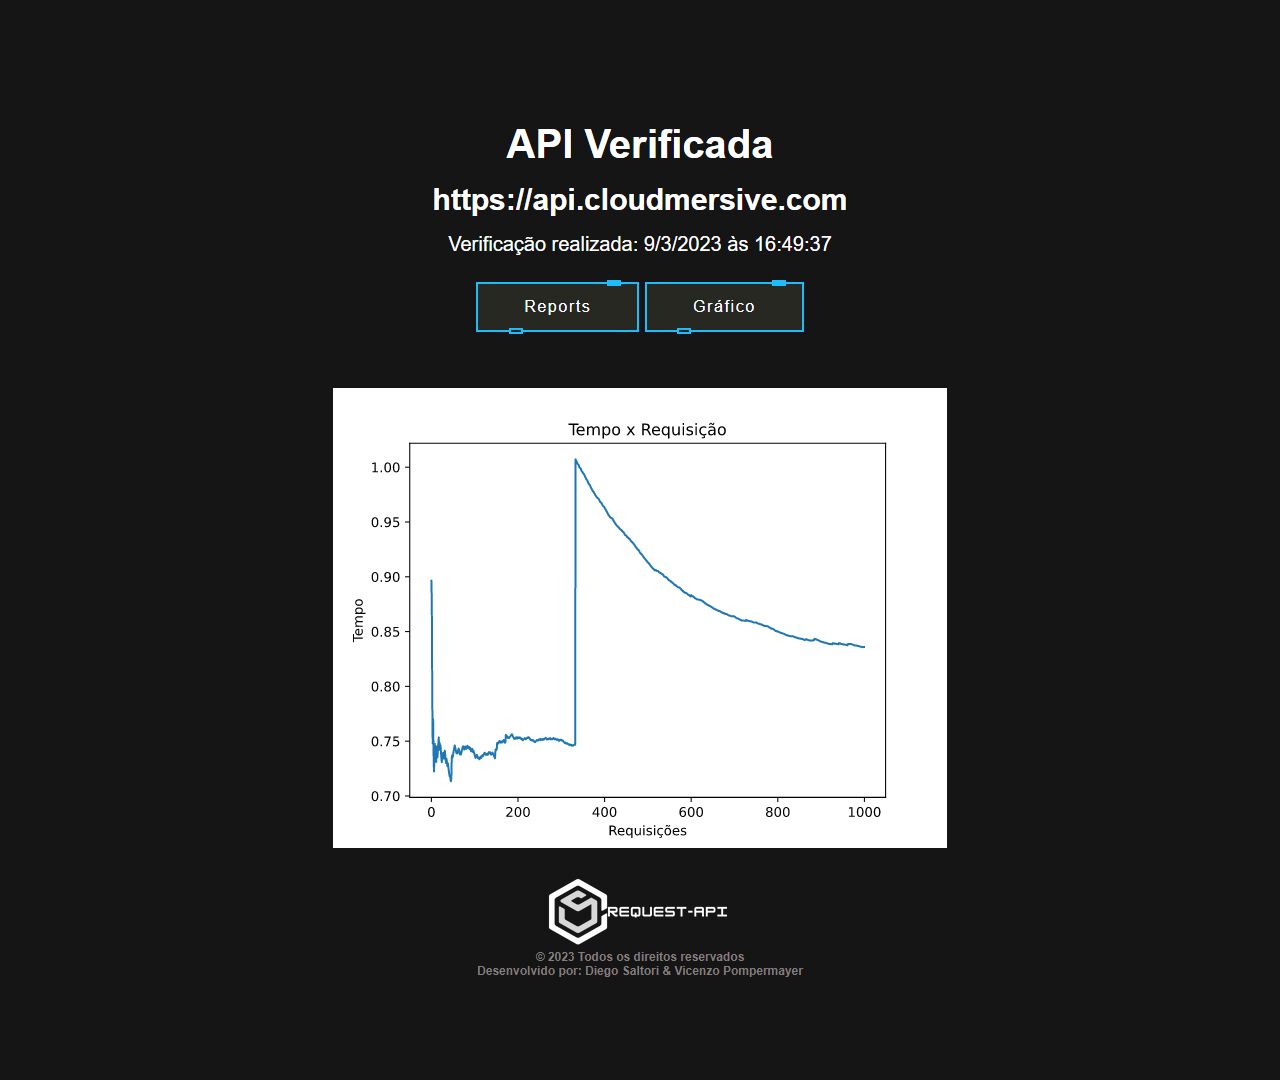 API Verificada
https://api.cloudmersive.com
Verificação realizada: 9/3/2023 às 16:49:37
Reports
Gráfico
Tempo x Requisição
1.00
0.95
0.90
0.85
0.80
0.75
0.70
Tempo
0 200 400 600 800 1000
Requisições
REQUEST-API
© 2023 Todos os direitos reservados
Desenvolvido por: Diego Saltori & Vicenzo Pompermayer